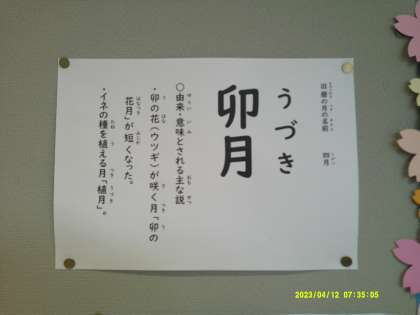 旧暦の月の名前　四月
うづき
卯月
〇由来・意味とされる主な説
・卯の花（ウツギ）が咲く月「卯の
花月」が短くなった。
・イネの種を植える月「植月」。
2023/04/12 07:35:05